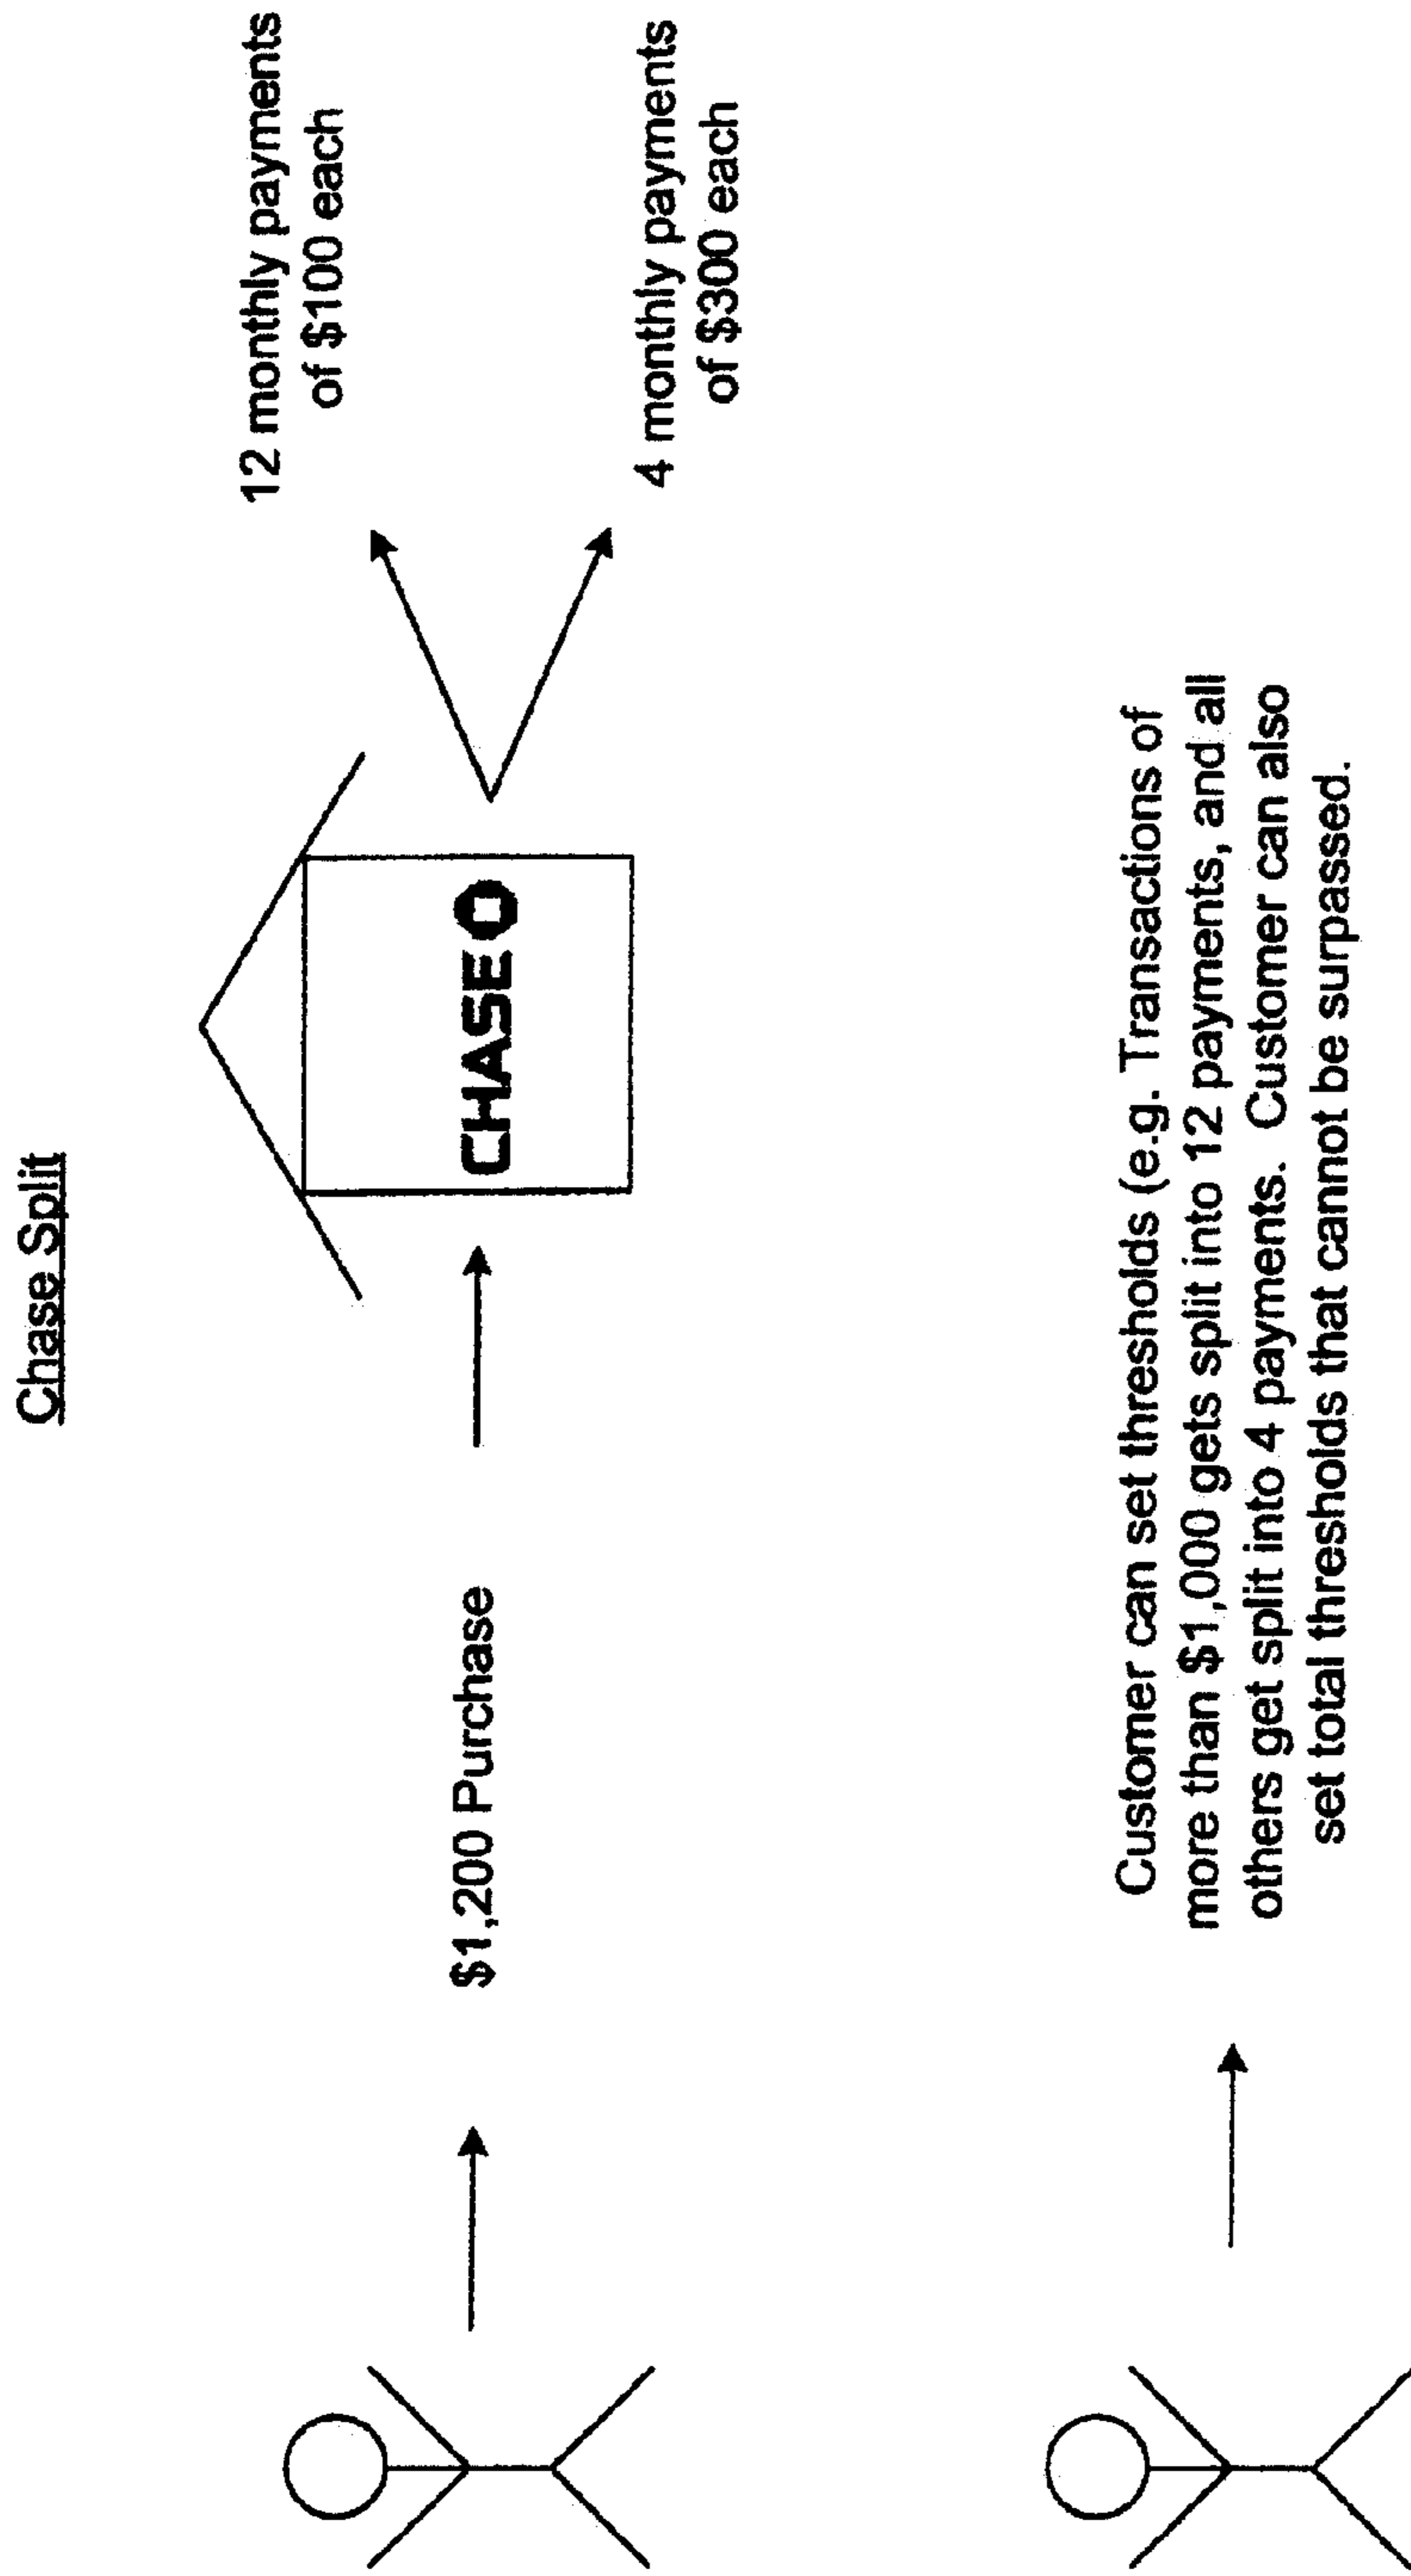 Chase Split
$1,200 Purchase
CHASE
12 monthly payments
of $100 each
4 monthly payments
of $300 each
Customer can set thresholds (e.g. Transactions of
more than $1,000 gets split into 12 payments, and all
others get split into 4 payments. Customer can also
set total thresholds that cannot be surpassed.